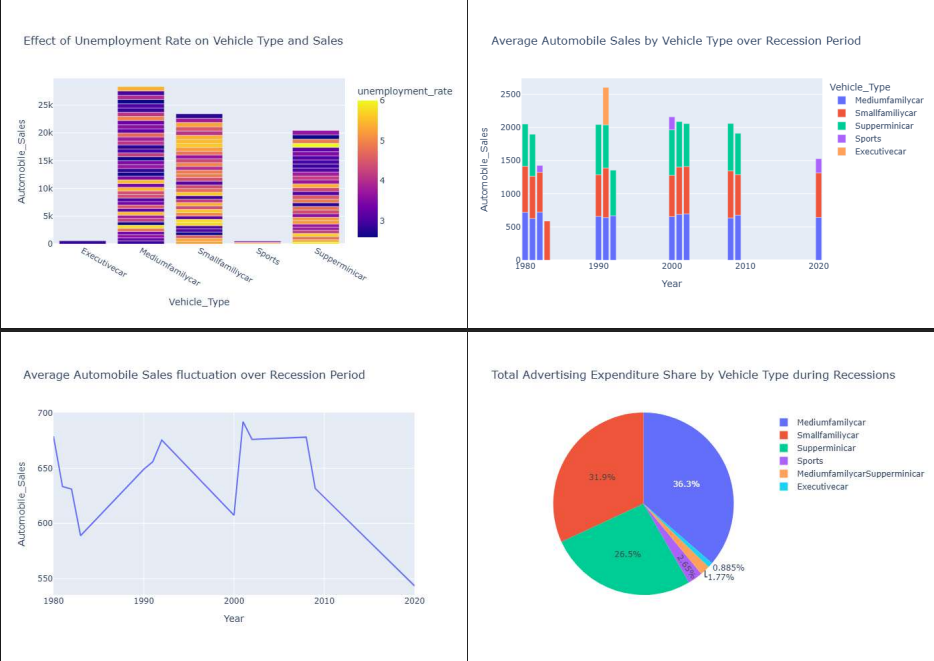 Effect of Unemployment Rate on Vehicle Type and Sales
Automobile_Sales
25k
20k
15k
10k
5k
0
Executivecar
Mediumfamilycar
Smallfamiliycar
Sports
Supperminicar
Vehicle_Type
unemployment_rate
6
5
4
3
Average Automobile Sales by Vehicle Type over Recession Period
Automobile_Sales
2500
2000
1500
1000
500
0
1980
1990
2000
2010
2020
Year
Vehicle_Type
Mediumfamilycar
Smallfamiliycar
Supperminicar
Sports
Executivecar
Average Automobile Sales fluctuation over Recession Period
Automobile_Sales
700
650
600
550
1980
1990
2000
2010
2020
Year
Total Advertising Expenditure Share by Vehicle Type during Recessions
36.3%
31.9%
26.5%
2.65%
1.77%
0.885%
Mediumfamilycar
Smallfamiliycar
Supperminicar
Sports
MediumfamilycarSupperminicar
Executivecar